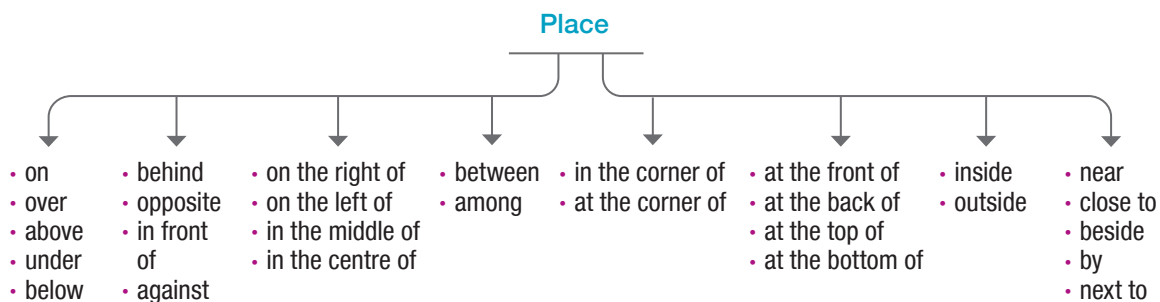 Place
• on
• over
• above
• under
• below
• behind
• opposite
• in front
of
• against
• on the right of
• on the left of
• in the middle of
• in the centre of
• between
• among
• in the corner of
• at the corner of
• at the front of
• at the back of
• at the top of
• at the bottom of
• inside
• outside
• near
• close to
• beside
• by
• next to